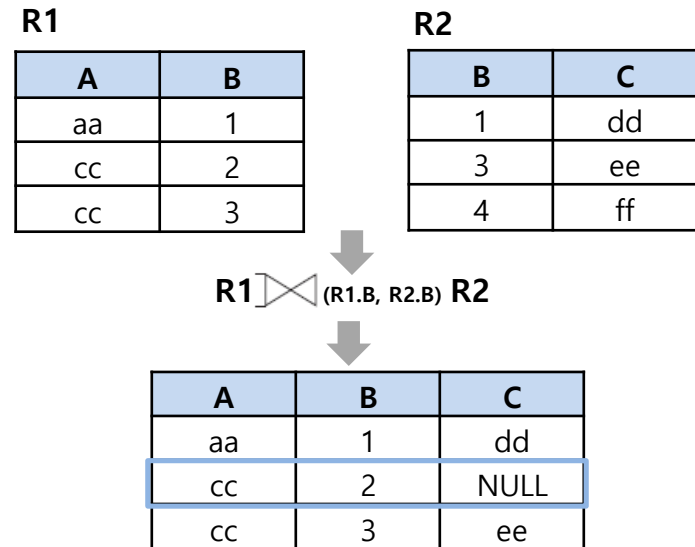 R1
R2
A B
aa 1
cc 2
cc 3
B C
1 dd
3 ee
4 ff
R1 (R1.B, R2.B) R2
A B C
aa 1 dd
cc 2 NULL
cc 3 ee